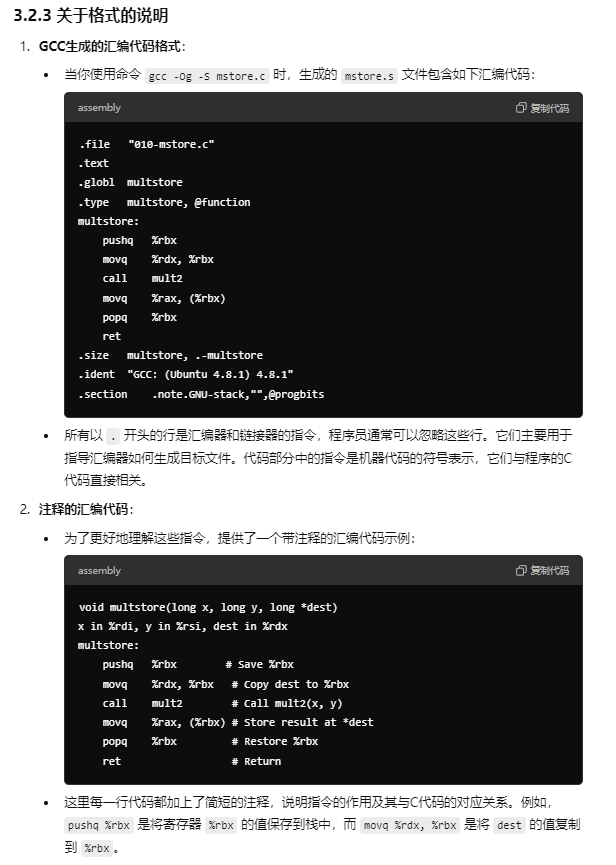 3.2.3 关于格式的说明
1. GCC生成的汇编代码格式：
• 当你使用命令 gcc -Og -S mstore.c 时，生成的 mstore.s 文件包含如下汇编代码：
assembly 复制代码
.file   "010-mstore.c"
.text
.globl  multstore
.type   multstore, @function
multstore:
    pushq   %rbx
    movq    %rdx, %rbx
    call    mult2
    movq    %rax, (%rbx)
    popq    %rbx
    ret
.size   multstore, .-multstore
.ident  "GCC: (Ubuntu 4.8.1) 4.8.1"
.section    .note.GNU-stack,"",@progbits
• 所有以 . 开头的行是汇编器和链接器的指令，程序员通常可以忽略这些行。它们主要用于
指导汇编器如何生成目标文件。代码部分中的指令是机器代码的符号表示，它们与程序的C
代码直接相关。
2. 注释的汇编代码：
• 为了更好地理解这些指令，提供了一个带注释的汇编代码示例：
assembly 复制代码
void multstore(long x, long y, long *dest)
x in %rdi, y in %rsi, dest in %rdx
multstore:
    pushq   %rbx        # Save %rbx
    movq    %rdx, %rbx   # Copy dest to %rbx
    call    mult2        # Call mult2(x, y)
    movq    %rax, (%rbx) # Store result at *dest
    popq    %rbx         # Restore %rbx
    ret                  # Return
• 这里每一行代码都加上了简短的注释，说明指令的作用及其与C代码的对应关系。例如，
pushq %rbx 是将寄存器 %rbx 的值保存到栈中，而 movq %rdx, %rbx 是将 dest 的值复制
到 %rbx 。